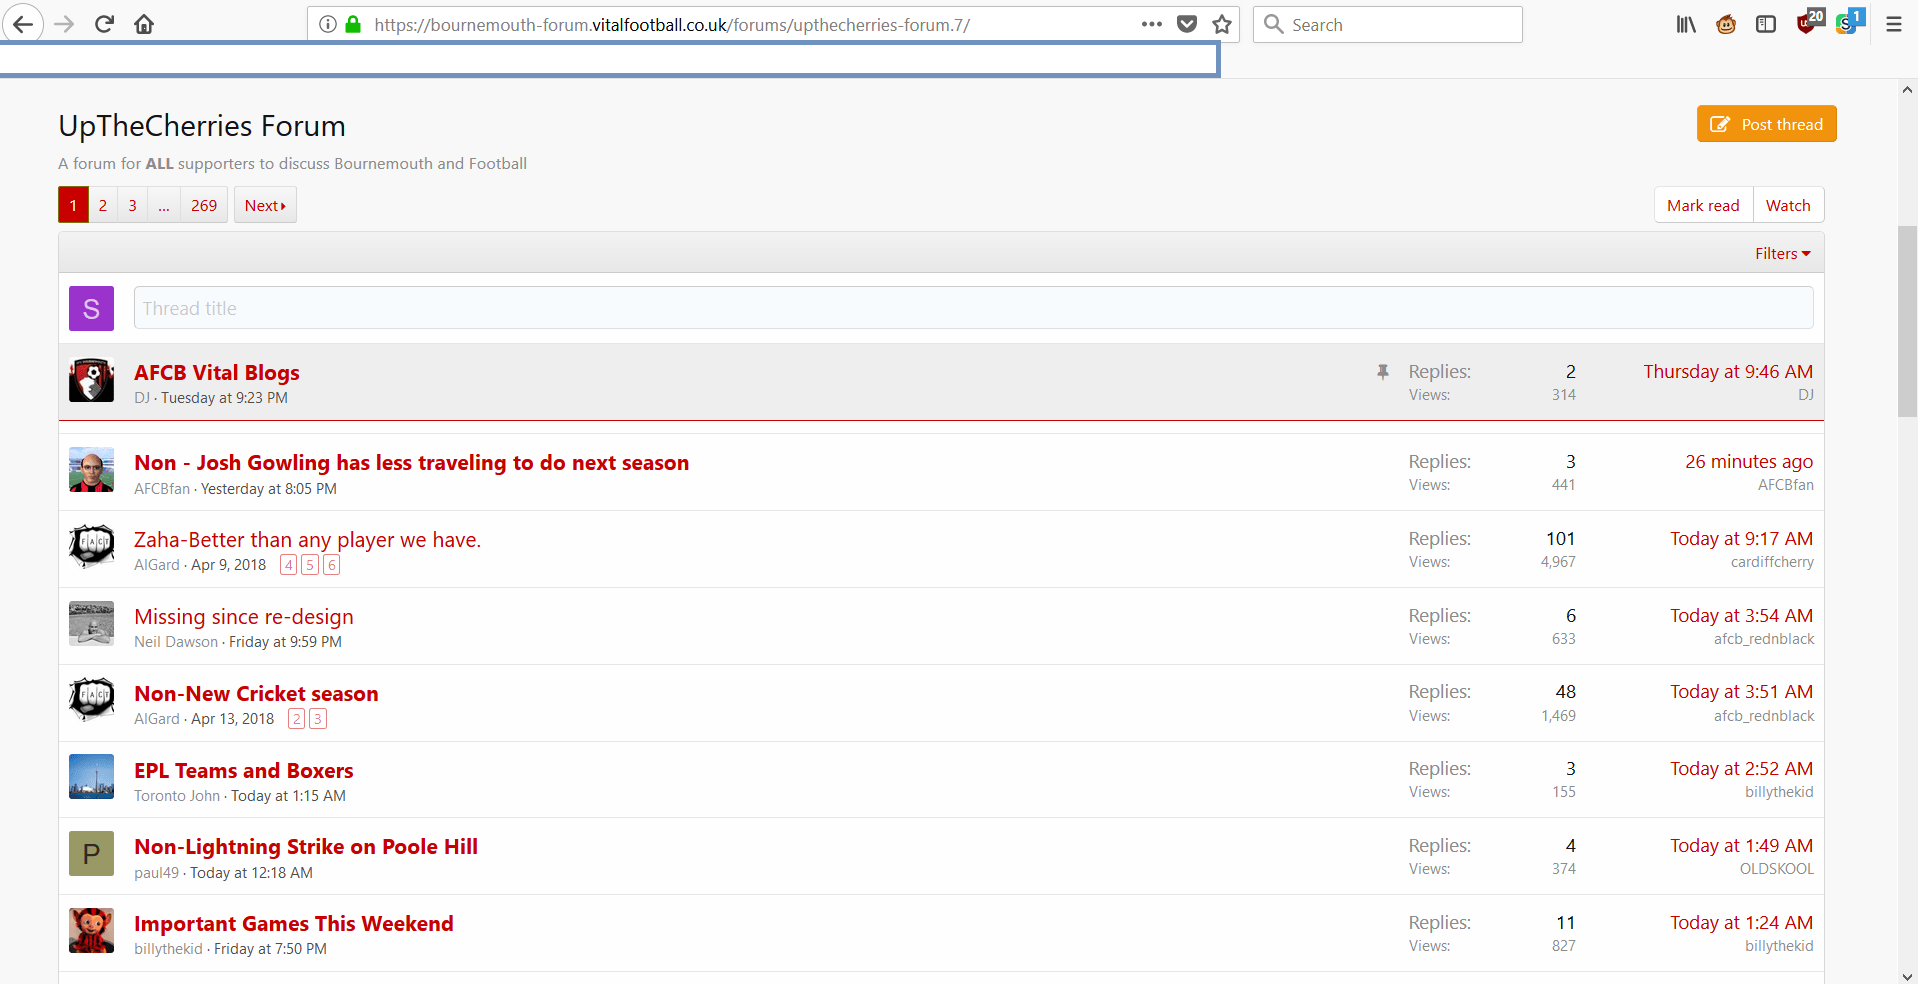 https://bournemouth-forum.vitalfootball.co.uk/forums/upthecherries-forum.7/
Search
20
1
UpTheCherries Forum
Post thread
A forum for ALL supporters to discuss Bournemouth and Football
1 2 3 ... 269 Next
Mark read Watch
Filters
S Thread title
AFCB Vital Blogs Replies: 2 Thursday at 9:46 AM
DJ · Tuesday at 9:23 PM Views: 314 DJ
Non - Josh Gowling has less traveling to do next season Replies: 3 26 minutes ago
AFCBfan · Yesterday at 8:05 PM Views: 441 AFCBfan
FACT
Zaha-Better than any player we have. Replies: 101 Today at 9:17 AM
AlGard · Apr 9, 2018 4 5 6 Views: 4,967 cardiffcherry
Missing since re-design Replies: 6 Today at 3:54 AM
Neil Dawson · Friday at 9:59 PM Views: 633 afcb_rednblack
FACT
Non-New Cricket season Replies: 48 Today at 3:51 AM
AlGard · Apr 13, 2018 2 3 Views: 1,469 afcb_rednblack
EPL Teams and Boxers Replies: 3 Today at 2:52 AM
Toronto John · Today at 1:15 AM Views: 155 billythekid
P
Non-Lightning Strike on Poole Hill Replies: 4 Today at 1:49 AM
paul49 · Today at 12:18 AM Views: 374 OLDSKOOL
Important Games This Weekend Replies: 11 Today at 1:24 AM
billythekid · Friday at 7:50 PM Views: 827 billythekid